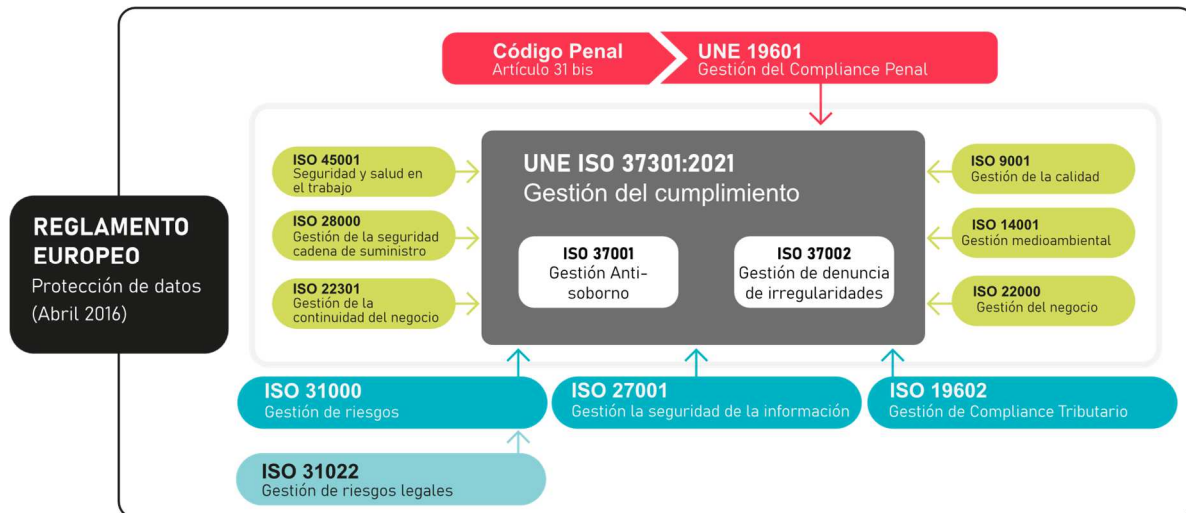 Código Penal
Artículo 31 bis
UNE 19601
Gestión del Compliance Penal
REGLAMENTO
EUROPEO
Protección de datos
(Abril 2016)
ISO 45001
Seguridad y salud en
el trabajo
ISO 28000
Gestión de la seguridad
cadena de suministro
ISO 22301
Gestión de la
continuidad del negocio
UNE ISO 37301:2021
Gestión del cumplimiento
ISO 37001
Gestión Anti-
soborno
ISO 37002
Gestión de denuncia
de irregularidades
ISO 9001
Gestión de la calidad
ISO 14001
Gestión medioambiental
ISO 22000
Gestión del negocio
ISO 31000
Gestión de riesgos
ISO 27001
Gestión la seguridad de la información
ISO 19602
Gestión de Compliance Tributario
ISO 31022
Gestión de riesgos legales